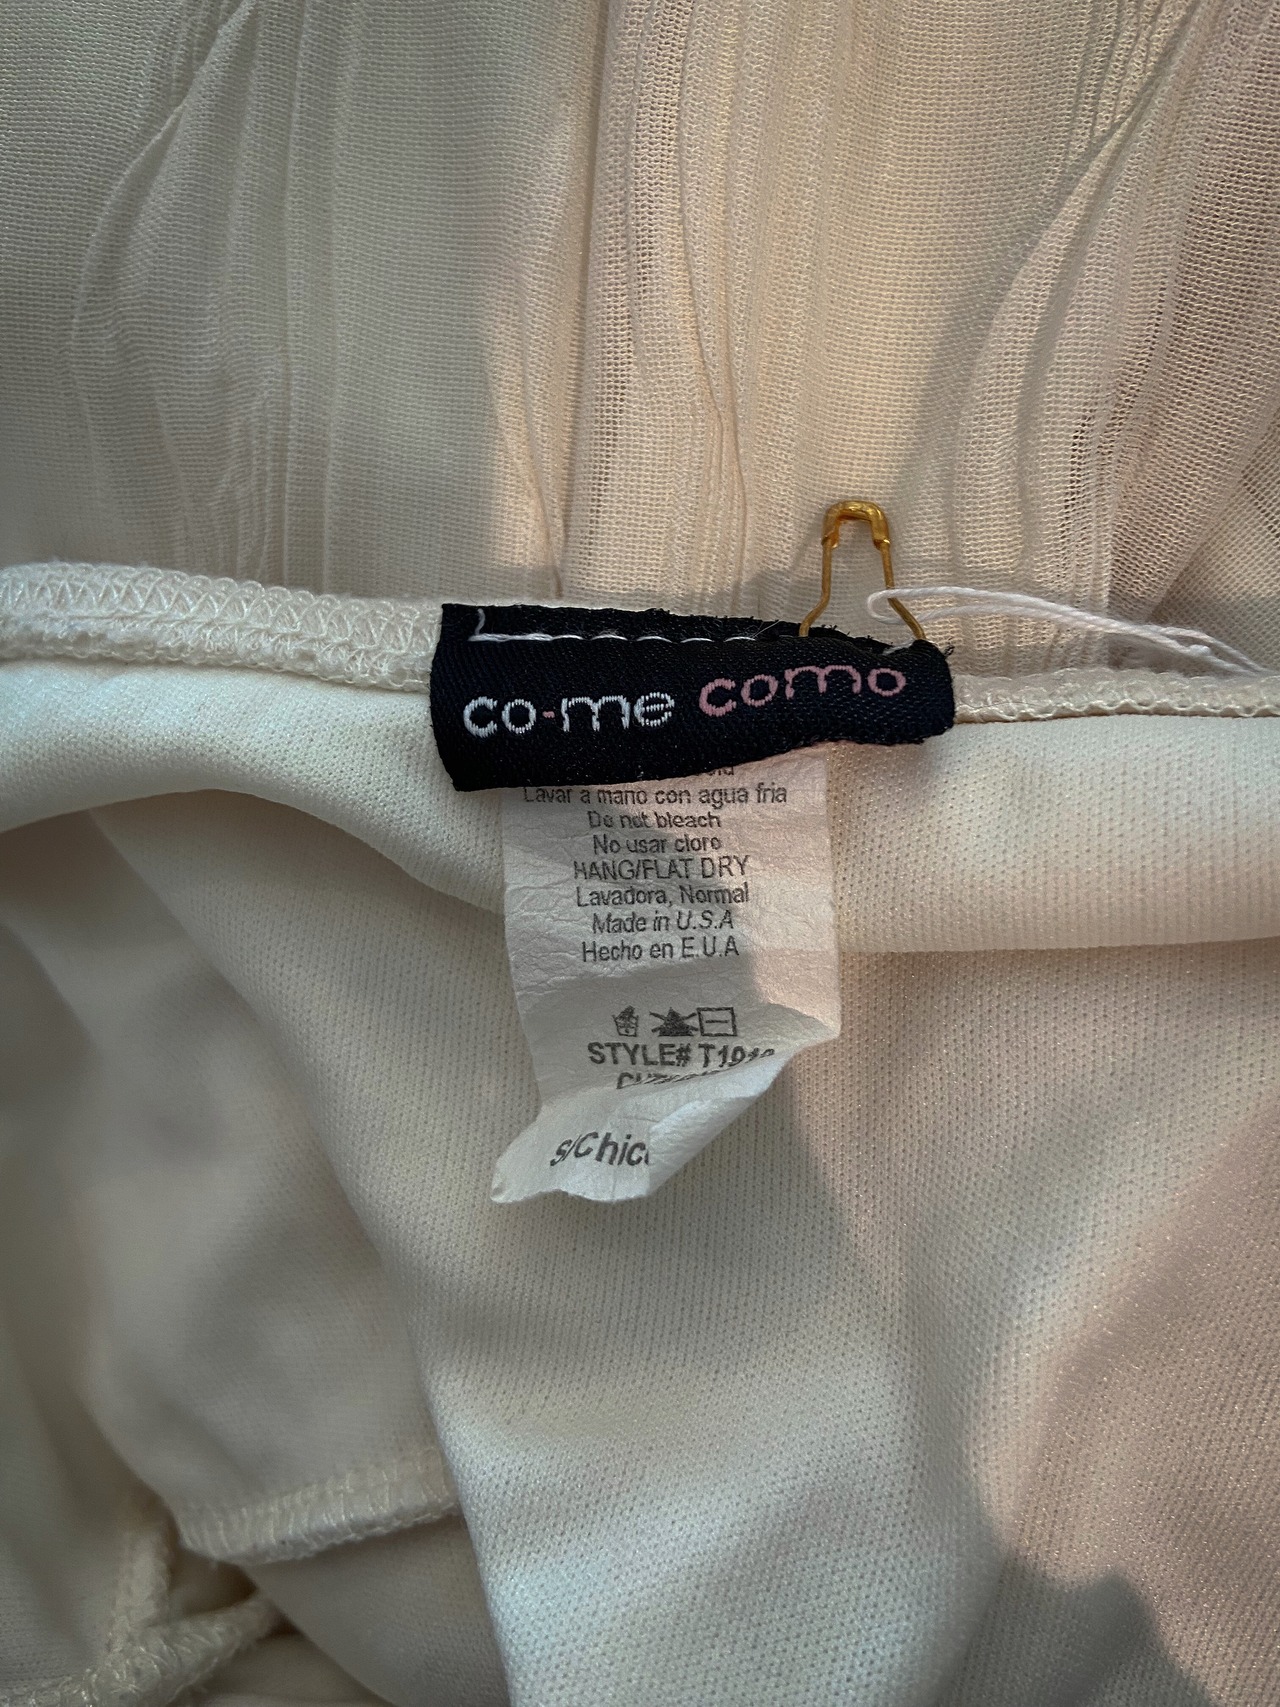 co-me como
Lavar a mano con agua fria
Do not bleach
No usar cloro
HANG/FLAT DRY
Lavadora, Normal
Made in U.S.A
Hecho en E.U.A
STYLE#
S/Chico